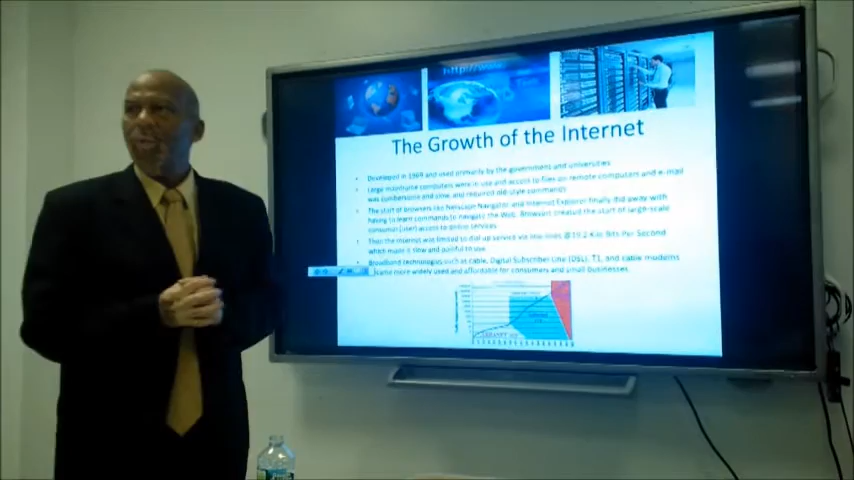 http://www
The Growth of the Internet
• Developed in 1969 and used primarily by the government and universities
• Large mainframe computers were in use and access to files on remote computers and e-mail
was cumbersome and slow, and required old-style commands
• The start of browsers like Netscape Navigator and Internet Explorer finally did away with
having to learn commands to navigate the Web. Browsers created the start of large-scale
consumer (user) access to online services.
• Then the Internet was limited to dial-up service via
lines @19.2 K or Bits Per Second
which made it slow and painful to use.
• Broadband technologies such as cable, Digital Subscriber Line (DSL), T1, and cable modems
came more widely used and affordable for consumers and small businesses.